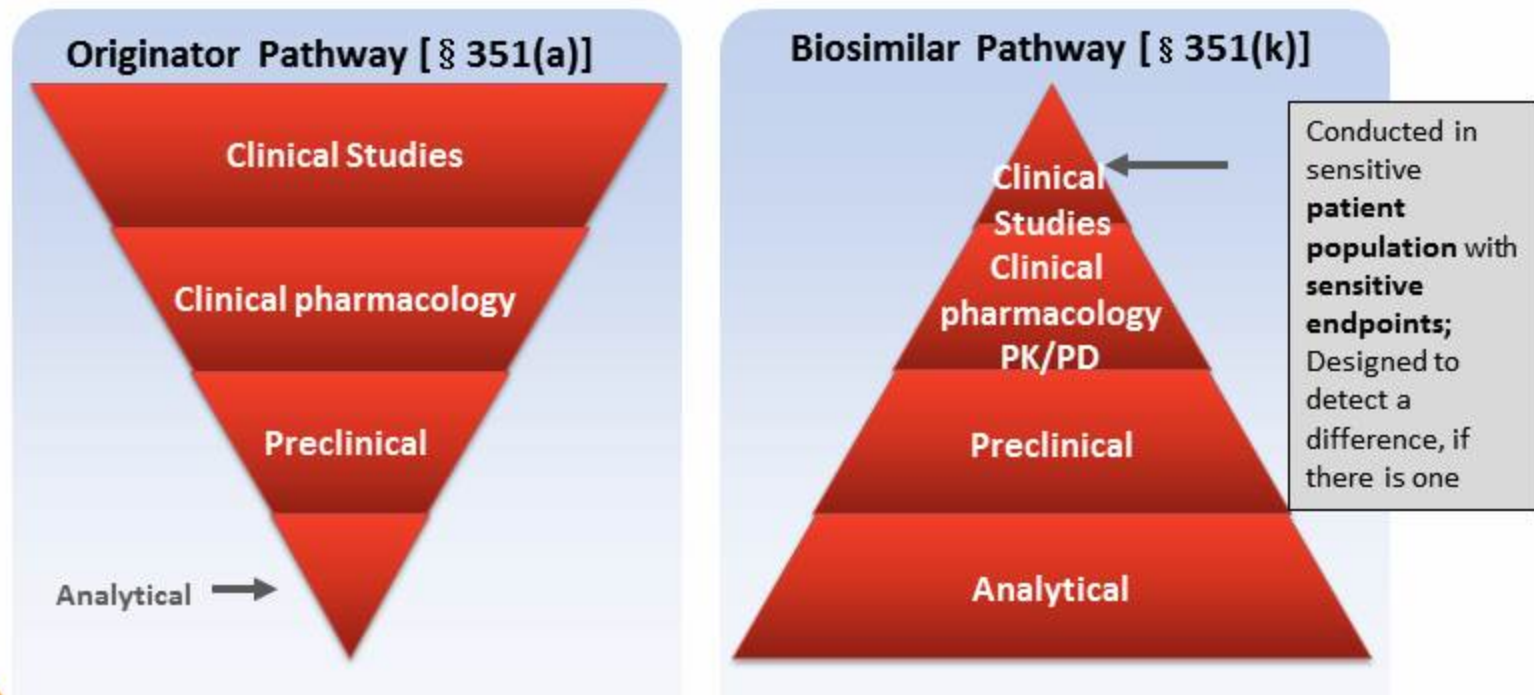 Originator Pathway [ § 351(a)]
Clinical Studies
Clinical pharmacology
Preclinical
Analytical
Biosimilar Pathway [ § 351(k)]
Clinical
Studies
Clinical
pharmacology
PK/PD
Preclinical
Analytical
Conducted in
sensitive
patient
population with
sensitive
endpoints;
Designed to
detect a
difference, if
there is one